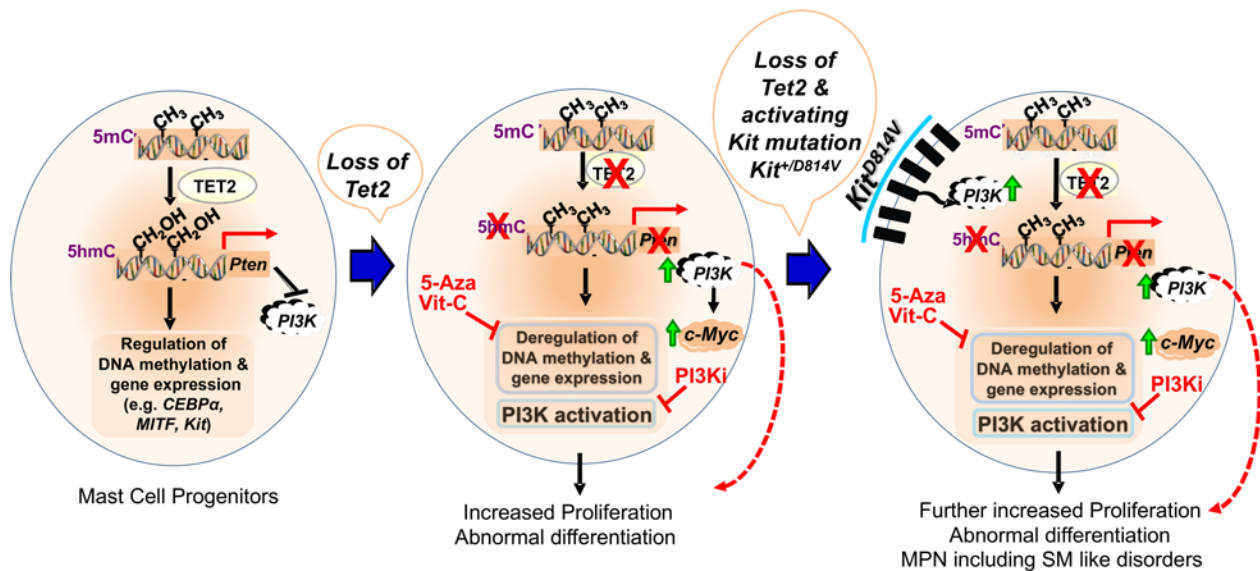 CH3 CH3
5mC
TET2
CH2OH
CH2OH
5hmC
Pten
PI3K
Regulation of
DNA methylation &
gene expression
(e.g. CEBPα,
MITF, Kit)
Mast Cell Progenitors
Loss of
Tet2
CH3 CH3
5mC
TET2
CH3 CH3
5hmC
Pten
PI3K
5-Aza
Vit-C
c-Myc
Deregulation of
DNA methylation &
gene expression
PI3Ki
PI3K activation
Increased Proliferation
Abnormal differentiation
Loss of
Tet2 &
activating
Kit mutation
Kit+/D814V
KitD814V
PI3K
CH3 CH3
5mC
TET2
CH3 CH3
5hmC
Pten
PI3K
5-Aza
Vit-C
c-Myc
Deregulation of
DNA methylation &
gene expression
PI3Ki
PI3K activation
Further increased Proliferation
Abnormal differentiation
MPN including SM like disorders